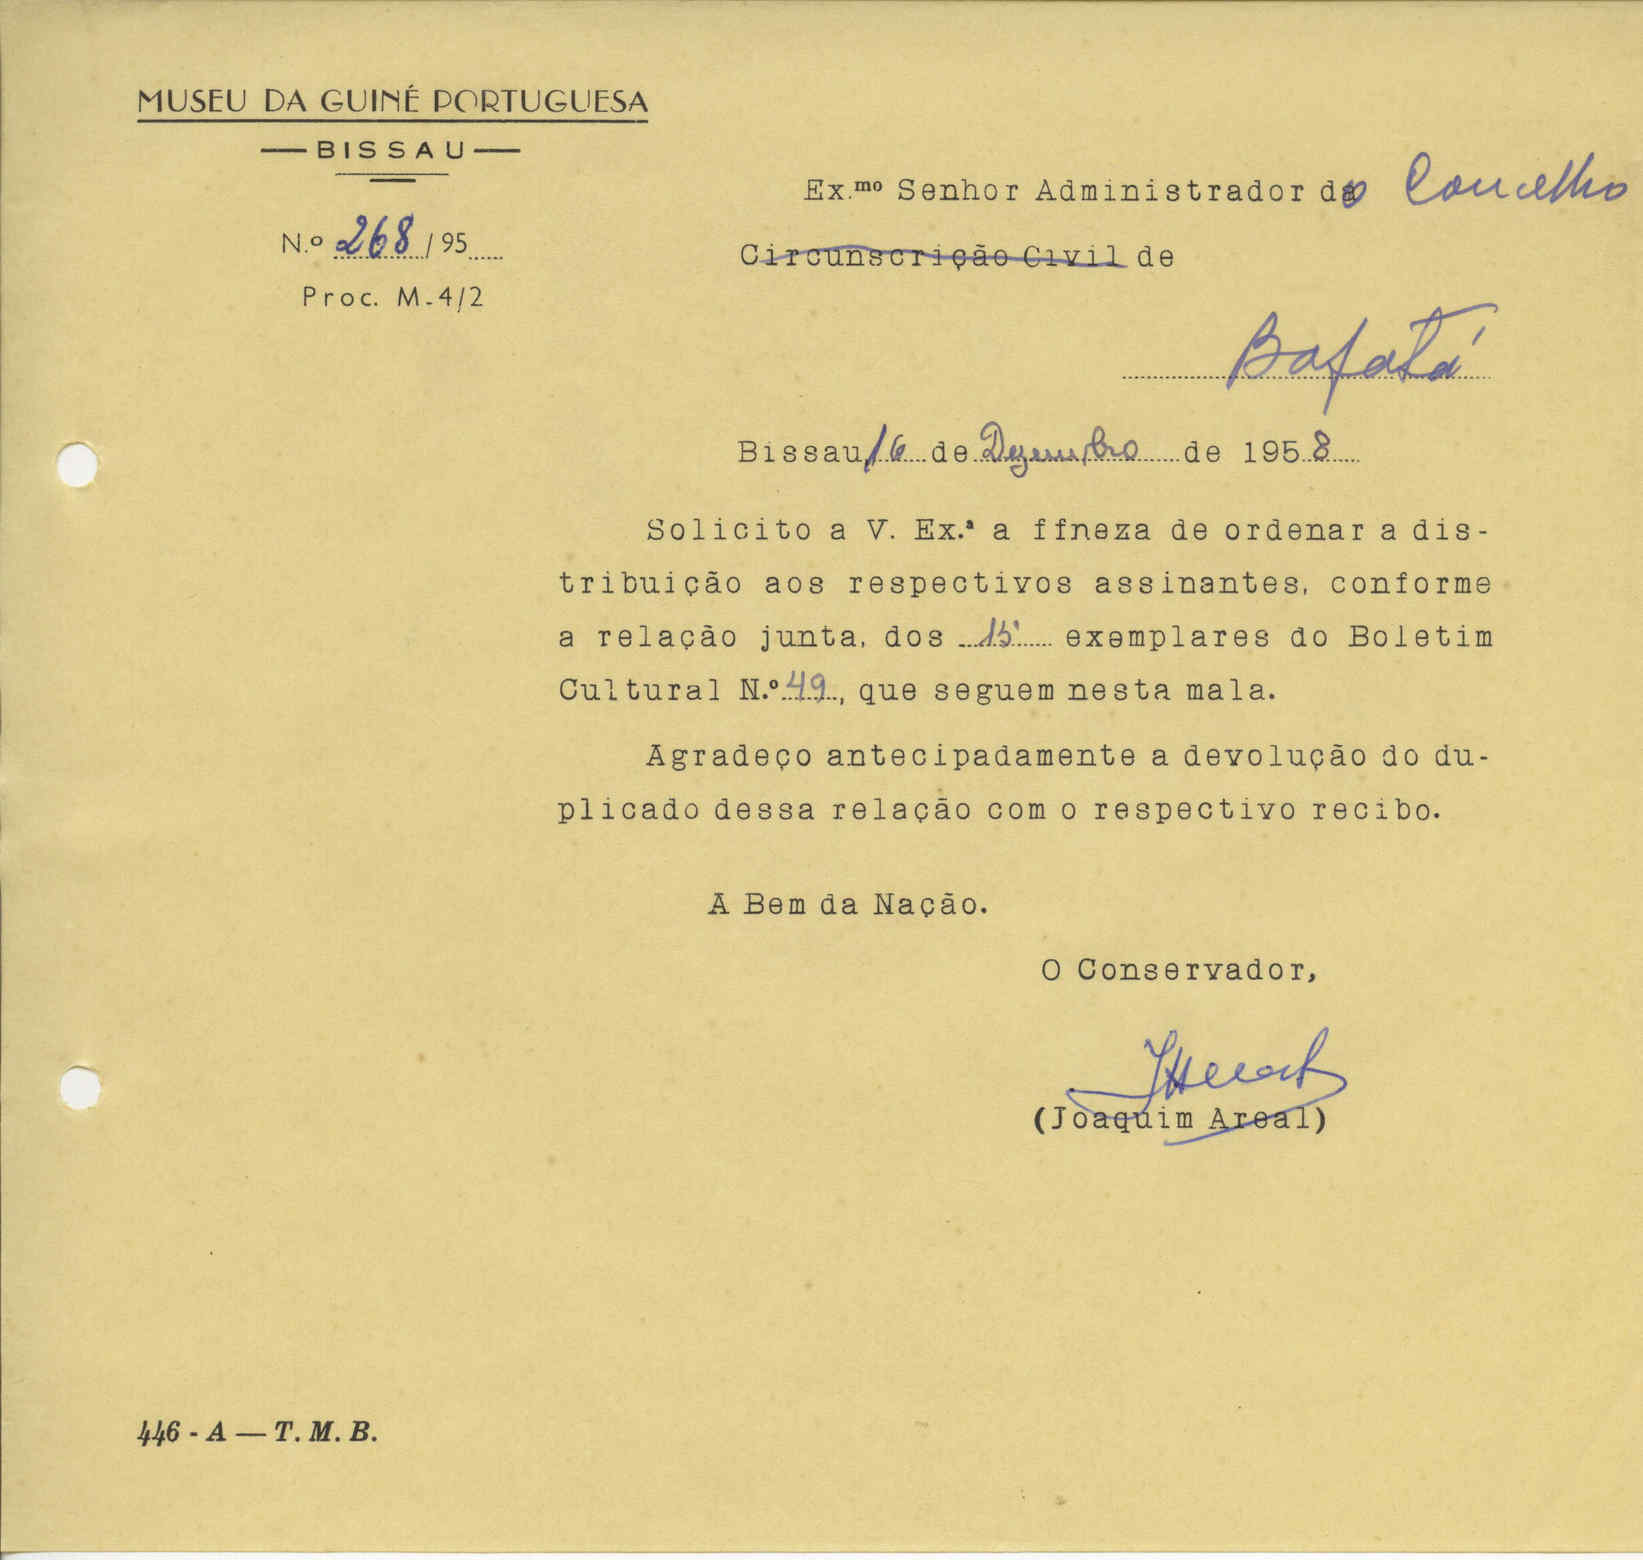 MUSEU DA GUINÉ PORTUGUESA
— BISSAU —
N.º 268 / 95
Proc. M-4/2
Ex.mo Senhor Administrador do Concelho
Circunscrição Civil de
Bafatá
Bissau, 16 de Dezembro de 1958
Solicito a V. Ex.ª a ffneza de ordenar a dis-
tribuição aos respectivos assinantes, conforme
a relação junta, dos 15 exemplares do Boletim
Cultural N.º 49, que seguem nesta mala.
Agradeço antecipadamente a devolução do du-
plicado dessa relação com o respectivo recibo.
A Bem da Nação.
O Conservador,
(Joaquim Areal)
446 - A — T. M. B.